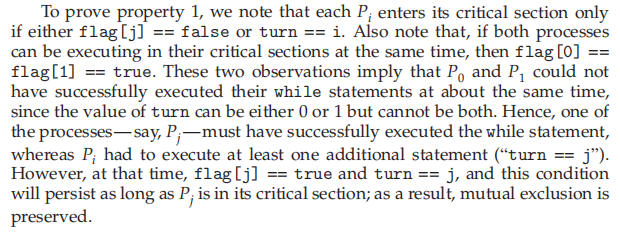 To prove property 1, we note that each Pi enters its critical section only
if either flag[j] == false or turn == i. Also note that, if both processes
can be executing in their critical sections at the same time, then flag[0] ==
flag[1] == true. These two observations imply that P0 and P1 could not
have successfully executed their while statements at about the same time,
since the value of turn can be either 0 or 1 but cannot be both. Hence, one of
the processes—say, Pj—must have successfully executed the while statement,
whereas Pi had to execute at least one additional statement (“turn == j”).
However, at that time, flag[j] == true and turn == j, and this condition
will persist as long as Pj is in its critical section; as a result, mutual exclusion is
preserved.